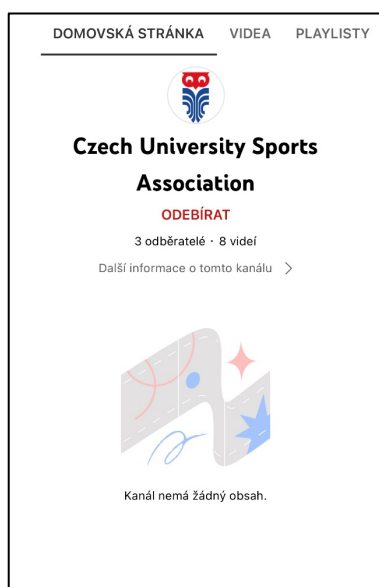 DOMOVSKÁ STRÁNKA VIDEA PLAYLISTY
Czech University Sports
Association
ODEBÍRAT
3 odběratelé · 8 videí
Další informace o tomto kanálu
Kanál nemá žádný obsah.